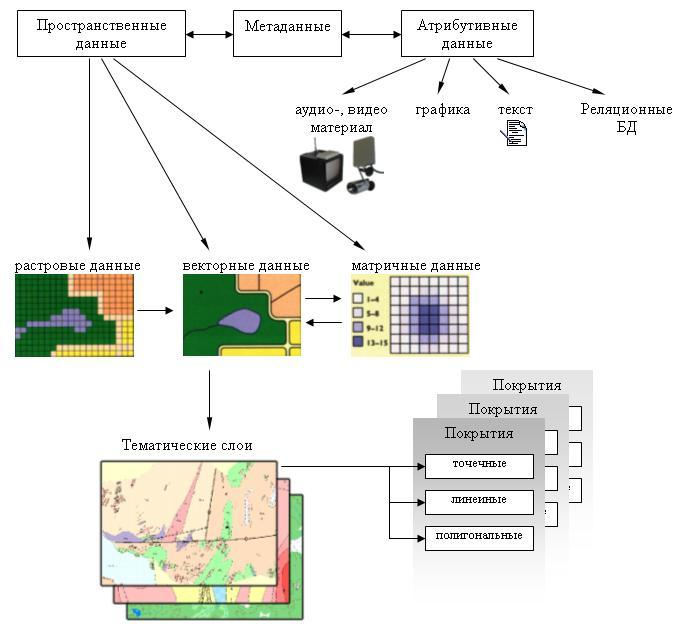 Пространственные
данные
Метаданные
Атрибутивные
данные
аудио-, видео
материал
графика
текст
Реляционные
БД
растровые данные
векторные данные
матричные данные
Value
1–4
5–8
9–12
13–15
Тематические слои
Покрытия
Покрытия
Покрытия
точечные
линейные
полигональные